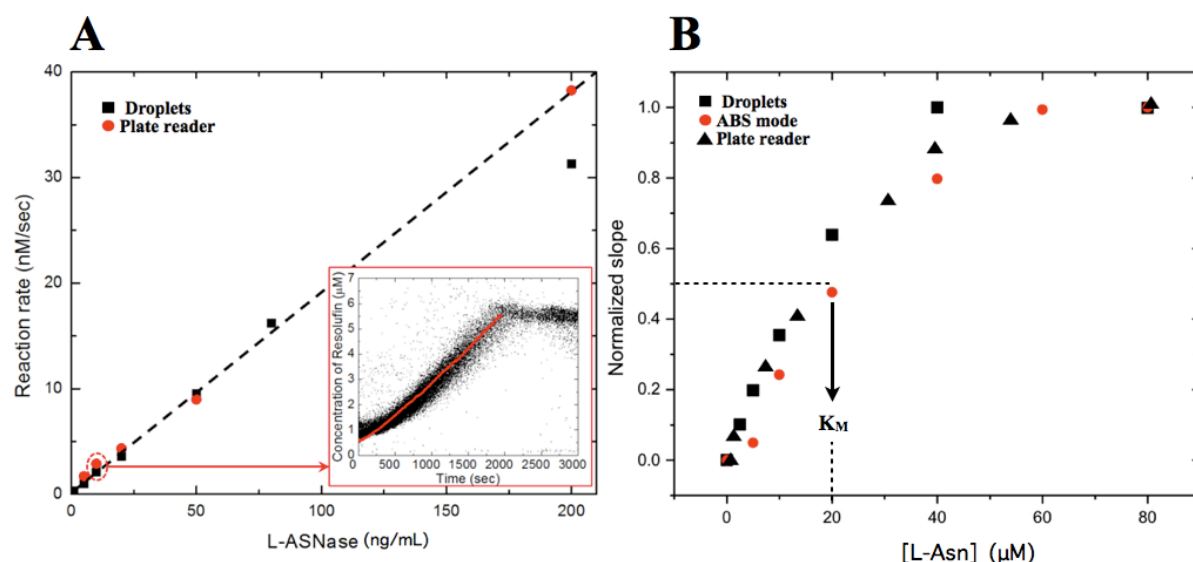 A
Reaction rate (nM/sec)
40
30
20
10
0
Droplets
Plate reader
Concentration of Resolufin (μM)
7
6
5
4
3
2
1
0
0 500 1000 1500 2000 2500 3000
Time (sec)
0 50 100 150 200
L-ASNase (ng/mL)
B
Normalized slope
1.0
0.8
0.6
0.4
0.2
0.0
Droplets
ABS mode
Plate reader
KM
0 20 40 60 80
[L-Asn] (μM)